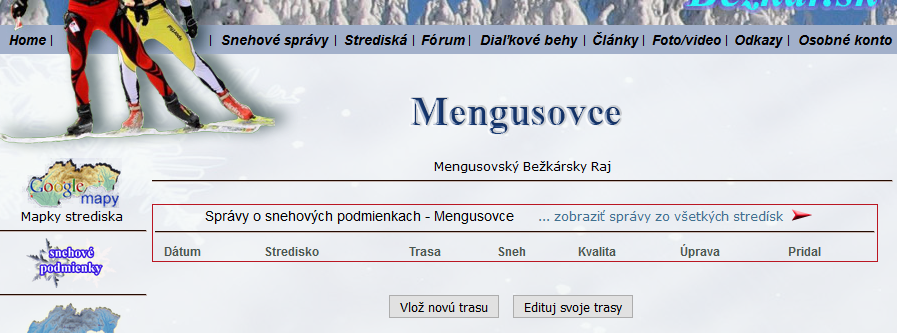 Bežkar.sk
Home | | Snehové správy | Strediská | Fórum | Diaľkové behy | Články | Foto/video | Odkazy | Osobné konto
Mengusovce
Mengusovský Bežkársky Raj
Google mapy
Mapky strediska
Správy o snehových podmienkach - Mengusovce ... zobraziť správy zo všetkých stredísk
snehové
podmienky
Dátum Stredisko Trasa Sneh Kvalita Úprava Pridal
Vlož novú trasu Edituj svoje trasy